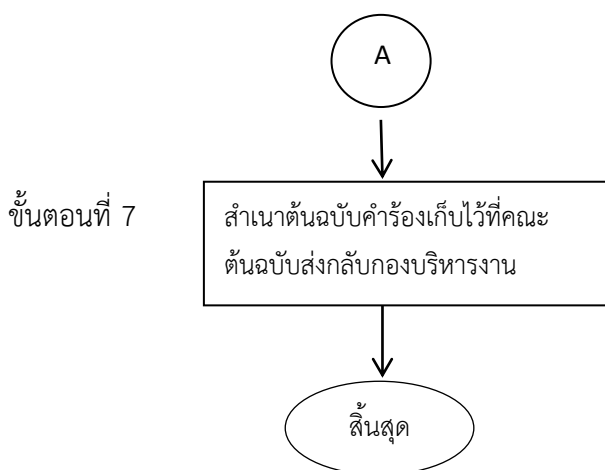 A
ขั้นตอนที่ 7
สำเนาต้นฉบับคำร้องเก็บไว้ที่คณะ
ต้นฉบับส่งกลับกองบริหารงาน
สิ้นสุด